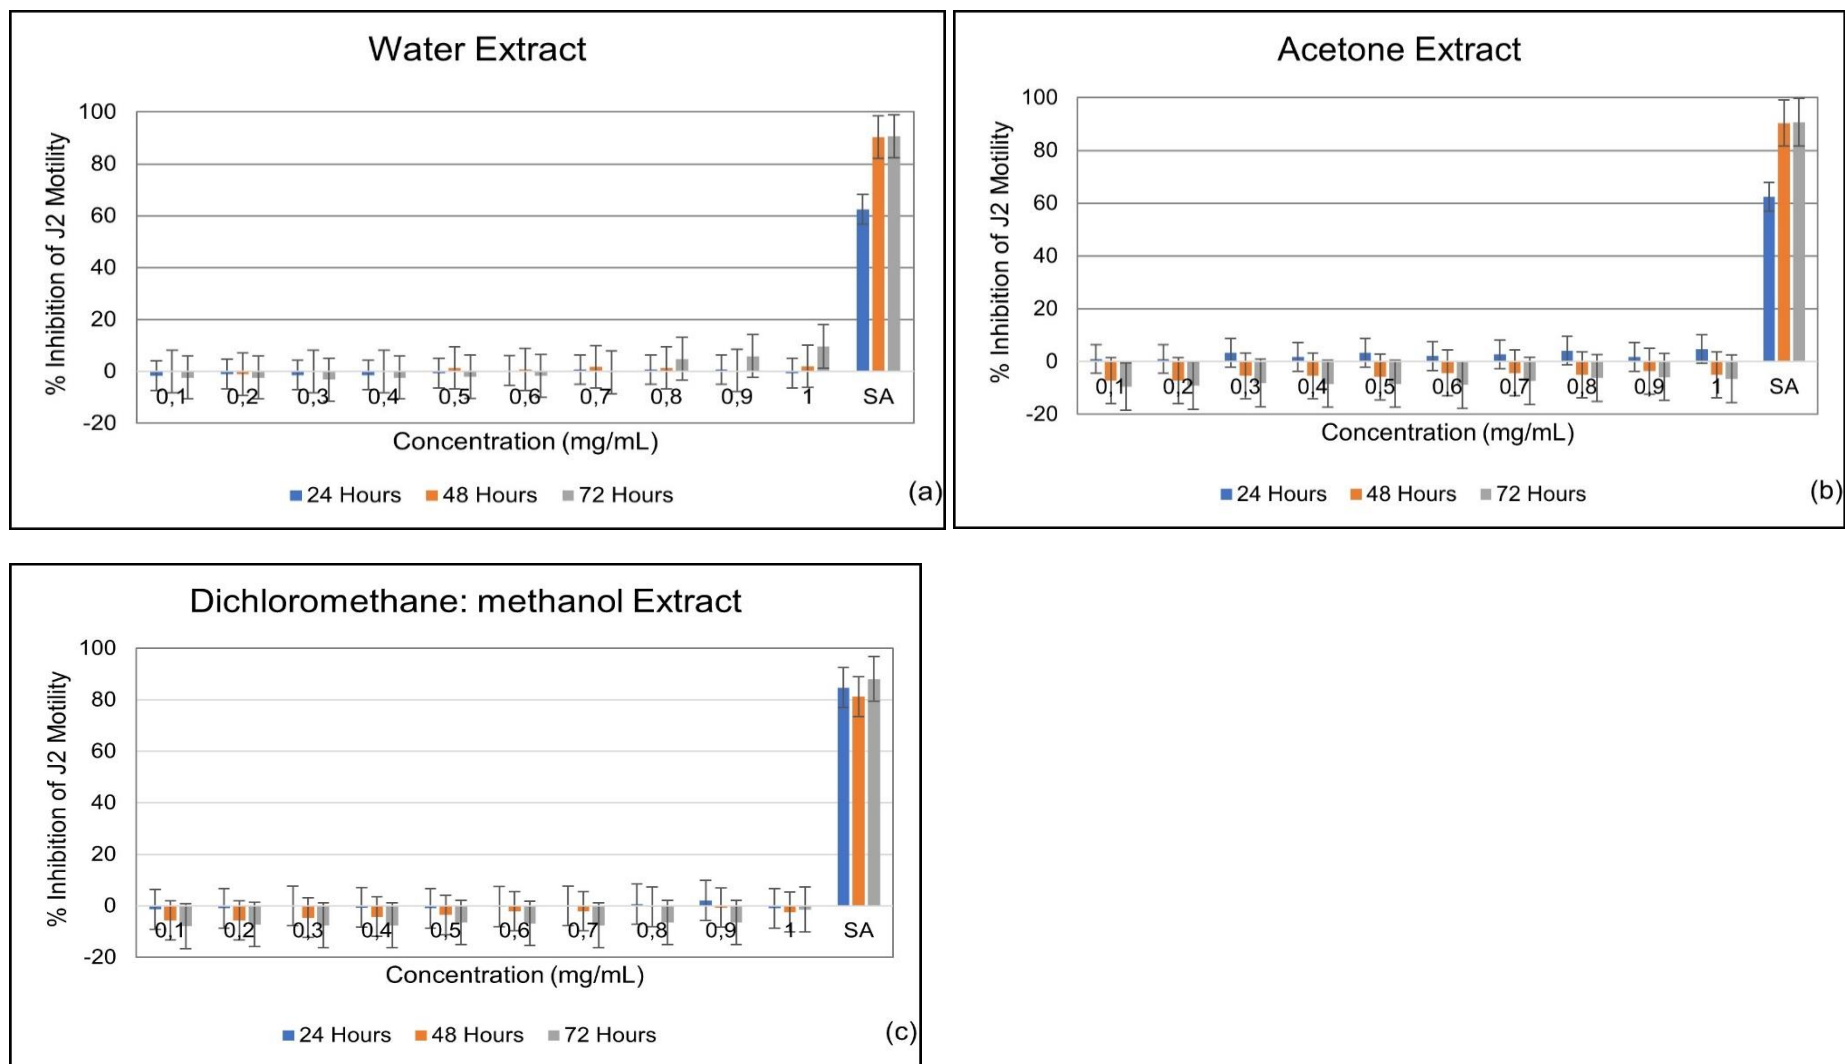 Water Extract
% Inhibition of J2 Motility
100
80
60
40
20
0
-20
0,1 0,2 0,3 0,4 0,5 0,6 0,7 0,8 0,9 1 SA
Concentration (mg/mL)
24 Hours 48 Hours 72 Hours
(a)
Acetone Extract
% Inhibition of J2 Motility
100
80
60
40
20
0
-20
0,1 0,2 0,3 0,4 0,5 0,6 0,7 0,8 0,9 1 SA
Concentration (mg/mL)
24 Hours 48 Hours 72 Hours
(b)
Dichloromethane: methanol Extract
% Inhibition of J2 Motility
100
80
60
40
20
0
-20
0,1 0,2 0,3 0,4 0,5 0,6 0,7 0,8 0,9 1 SA
Concentration (mg/mL)
24 Hours 48 Hours 72 Hours
(c)